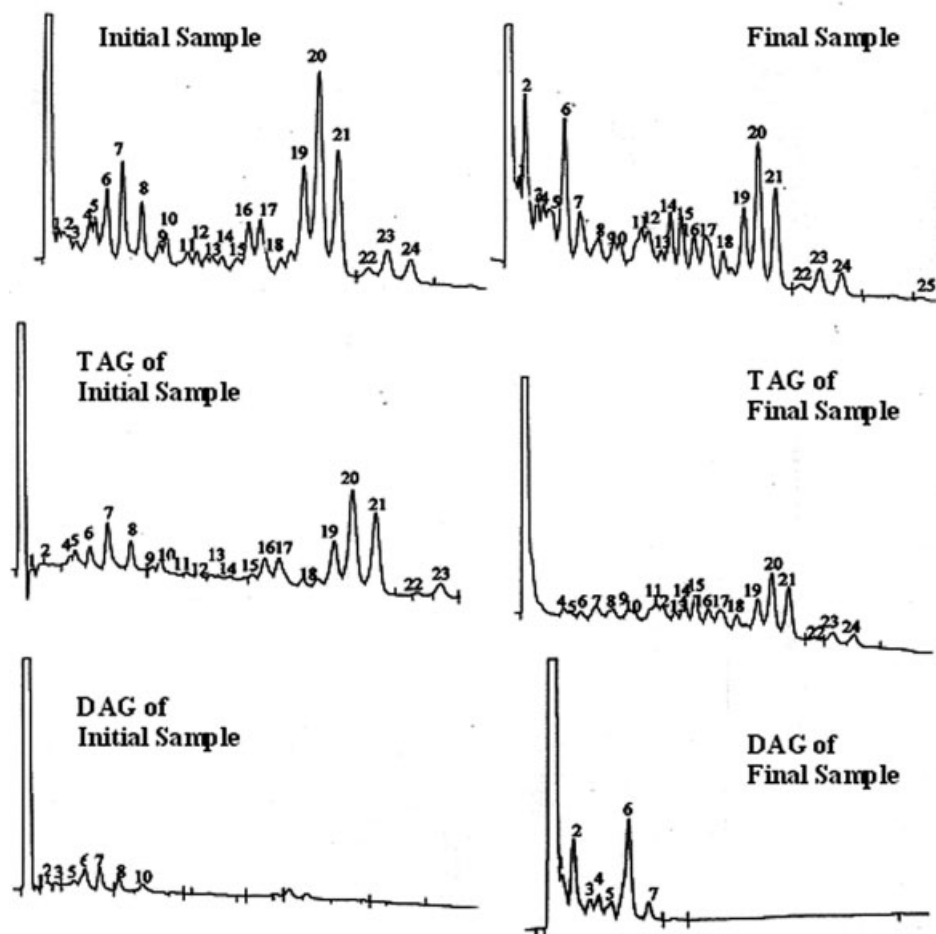 Initial Sample
1 2 3 4 5 6 7 8 9 10 11 12 13 14 15 16 17 18 19 20 21 22 23 24
Final Sample
2 3 4 5 6 7 8 9 10 11 12 13 14 15 16 17 18 19 20 21 22 23 24 25
TAG of
Initial Sample
1 2 4 5 6 7 8 9 10 11 12 13 14 15 16 17 18 19 20 21 22 23
TAG of
Final Sample
4 5 6 7 8 9 10 11 12 13 14 15 16 17 18 19 20 21 22 23 24
DAG of
Initial Sample
2 3 5 6 7 8 10
DAG of
Final Sample
2 3 4 5 6 7